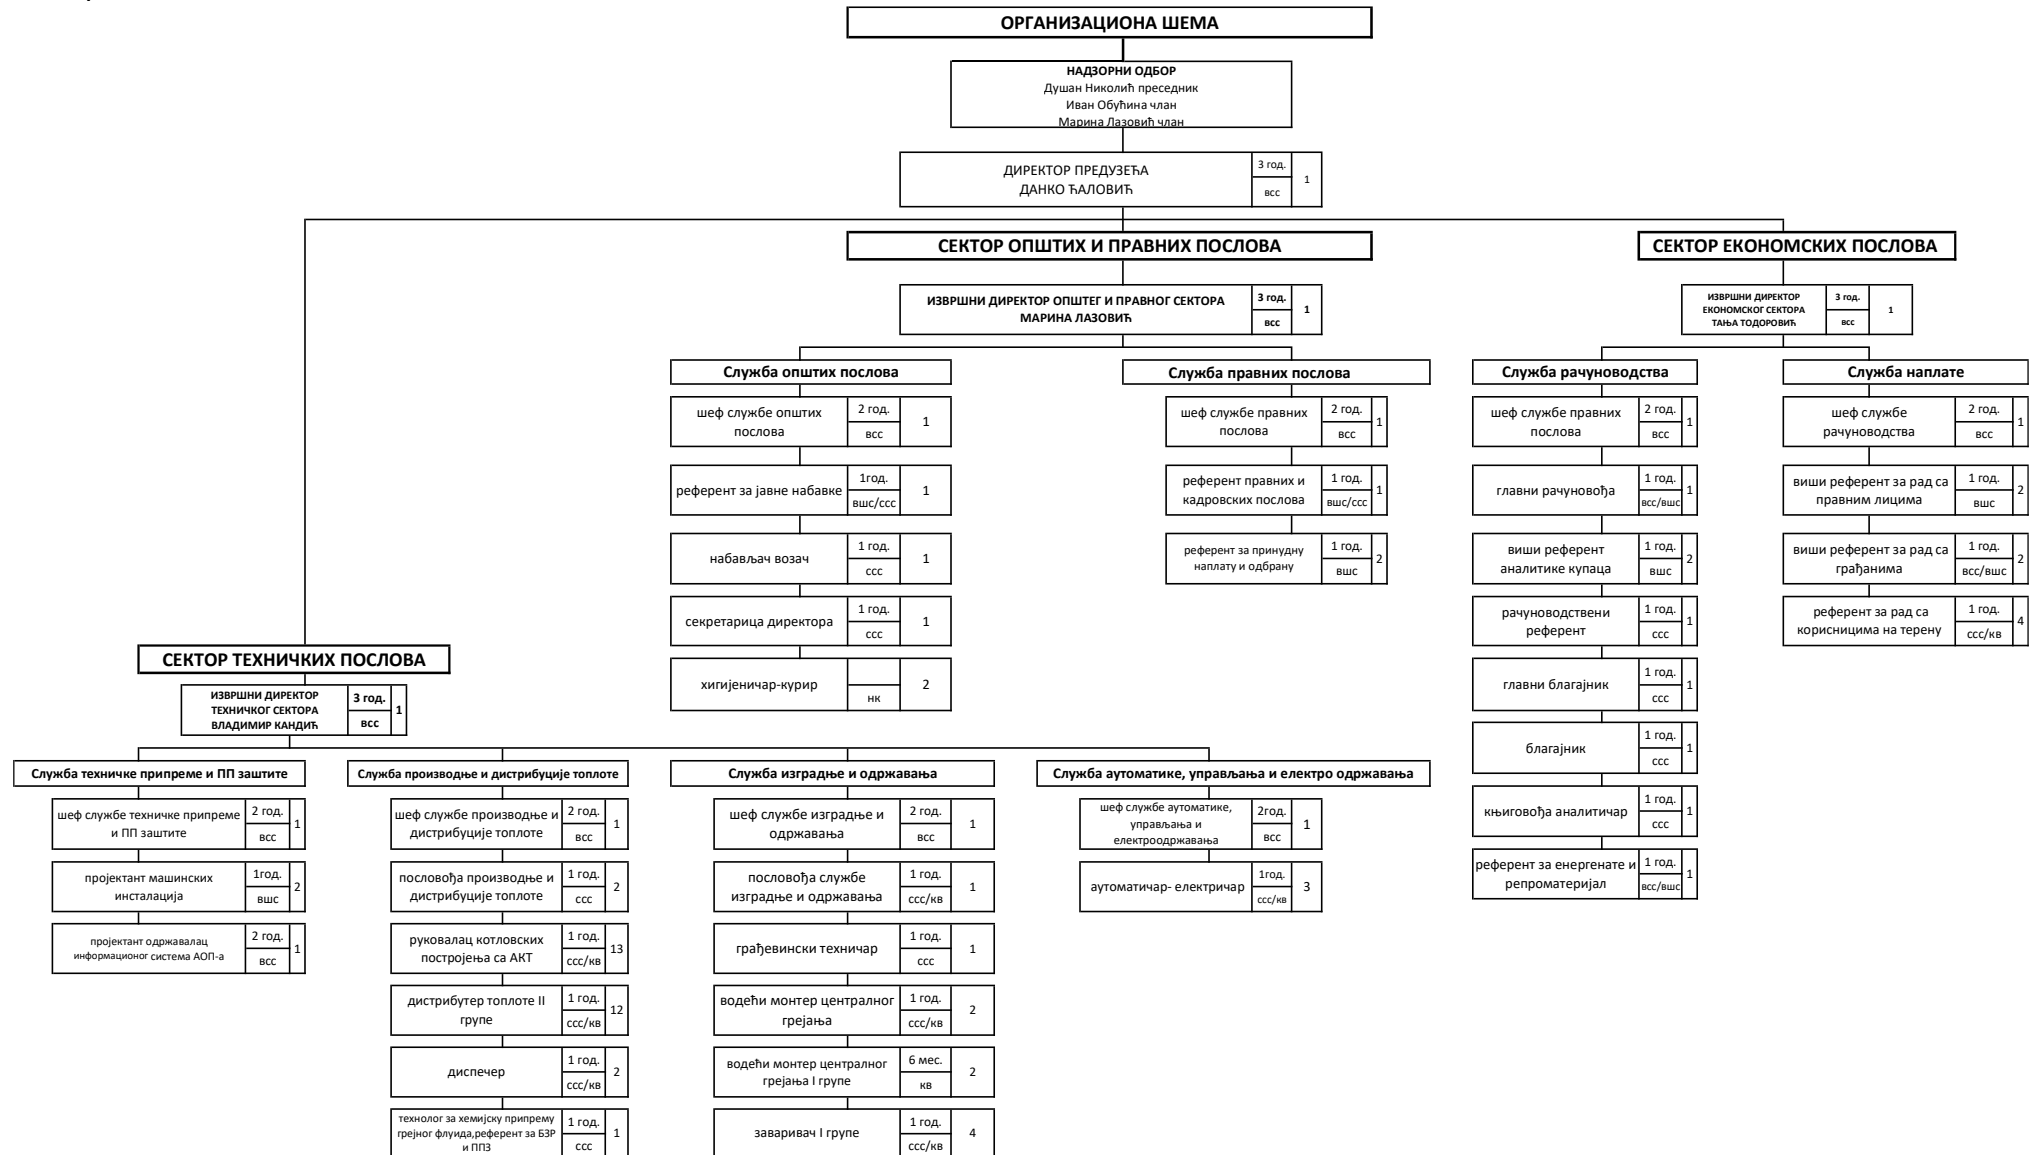 ОРГАНИЗАЦИОНА ШЕМА
НАДЗОРНИ ОДБОР
Душан Николић преседник
Иван Обућина члан
Марина Лазовић члан
ДИРЕКТОР ПРЕДУЗЕЋА
ДАНКО ЋАЛОВИЋ
3 год.
всс
1
СЕКТОР ОПШТИХ И ПРАВНИХ ПОСЛОВА
ИЗВРШНИ ДИРЕКТОР ОПШТЕГ И ПРАВНОГ СЕКТОРА
МАРИНА ЛАЗОВИЋ
3 год.
всс
1
Служба општих послова
шеф службе општих
послова
2 год.
всс
1
референт за јавне набавке
1год.
вшс/ссс
1
набављач возач
1 год.
ссс
1
секретарица директора
1 год.
ссс
1
хигијеничар-курир
нк
2
Служба правних послова
шеф службе правних
послова
2 год.
всс
1
референт правних и
кадровских послова
1 год.
вшс/ссс
1
референт за принудну
наплату и одбрану
1 год.
вшс
2
СЕКТОР ЕКОНОМСКИХ ПОСЛОВА
ИЗВРШНИ ДИРЕКТОР
ЕКОНОМСКОГ СЕКТОРА
ТАЊА ТОДОРОВИЋ
3 год.
всс
1
Служба рачуноводства
шеф службе правних
послова
2 год.
всс
1
главни рачуновођа
1 год.
всс/вшс
1
виши референт
аналитике купаца
1 год.
вшс
2
рачуноводствени
референт
1 год.
ссс
1
главни благајник
1 год.
ссс
1
благајник
1 год.
ссс
1
књиговођа аналитичар
1 год.
ссс
1
референт за енергенате и
репроматеријал
1 год.
всс/вшс
1
Служба наплате
шеф службе
рачуноводства
2 год.
всс
1
виши референт за рад са
правним лицима
1 год.
вшс
2
виши референт за рад са
грађанима
1 год.
всс/вшс
2
референт за рад са
корисницима на терену
1 год.
ссс/кв
4
СЕКТОР ТЕХНИЧКИХ ПОСЛОВА
ИЗВРШНИ ДИРЕКТОР
ТЕХНИЧКОГ СЕКТОРА
ВЛАДИМИР КАНДИЋ
3 год.
всс
1
Служба техничке припреме и ПП заштите
шеф службе техничке припреме
и ПП заштите
2 год.
всс
1
пројектант машинских
инсталација
1год.
вшс
2
пројектант одржавалац
информационог система АОП-а
2 год.
всс
1
Служба производње и дистрибуције топлоте
шеф службе производње и
дистрибуције топлоте
2 год.
всс
1
пословођа производње и
дистрибуције топлоте
1 год.
ссс
2
руковалац котловских
постројења са АКТ
1 год.
ссс/кв
13
дистрибутер топлоте II
групе
1 год.
ссс/кв
12
диспечер
1 год.
ссс/кв
2
технолог за хемијску припрему
грејног флуида,референт за БЗР
и ППЗ
1 год.
ссс
1
Служба изградње и одржавања
шеф службе изградње и
одржавања
2 год.
всс
1
пословођа службе
изградње и одржавања
1 год.
ссс/кв
1
грађевински техничар
1 год.
ссс
1
водећи монтер централног
грејања
1 год.
ссс/кв
2
водећи монтер централног
грејања I групе
6 мес.
кв
2
заваривач I групе
1 год.
ссс/кв
4
Служба аутоматике, управљања и електро одржавања
шеф службе аутоматике,
управљања и
електроодржавања
2год.
всс
1
аутоматичар- електричар
1год.
ссс/кв
3